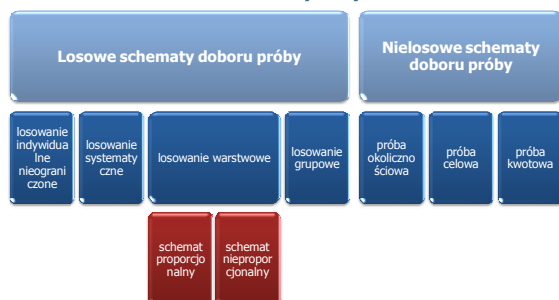 Losowe schematy doboru próby
Nielosowe schematy
doboru próby
losowanie
indywidua
lne
nieograni
czone
losowanie
systematy
czne
losowanie warstwowe
losowanie
grupowe
próba
okoliczno
ściowa
próba
celowa
próba
kwotowa
schemat
proporcjo
nalny
schemat
niepropor
cjonalny